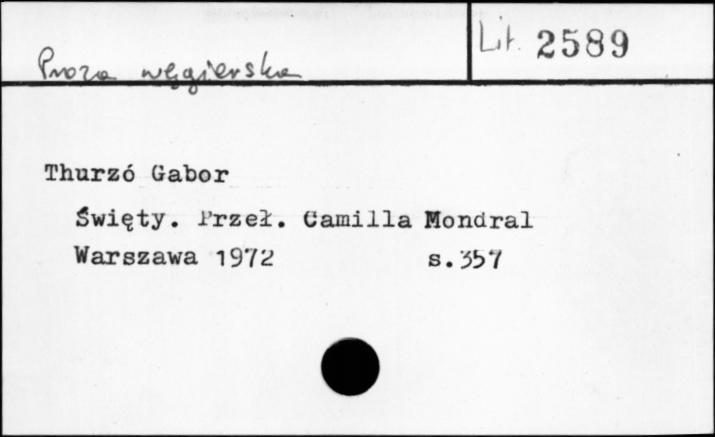 Proza węgierska
Lit. 2589
Thurzó Gabor
Święty. Przeł. Camilla Mondral
Warszawa 1972 s.357